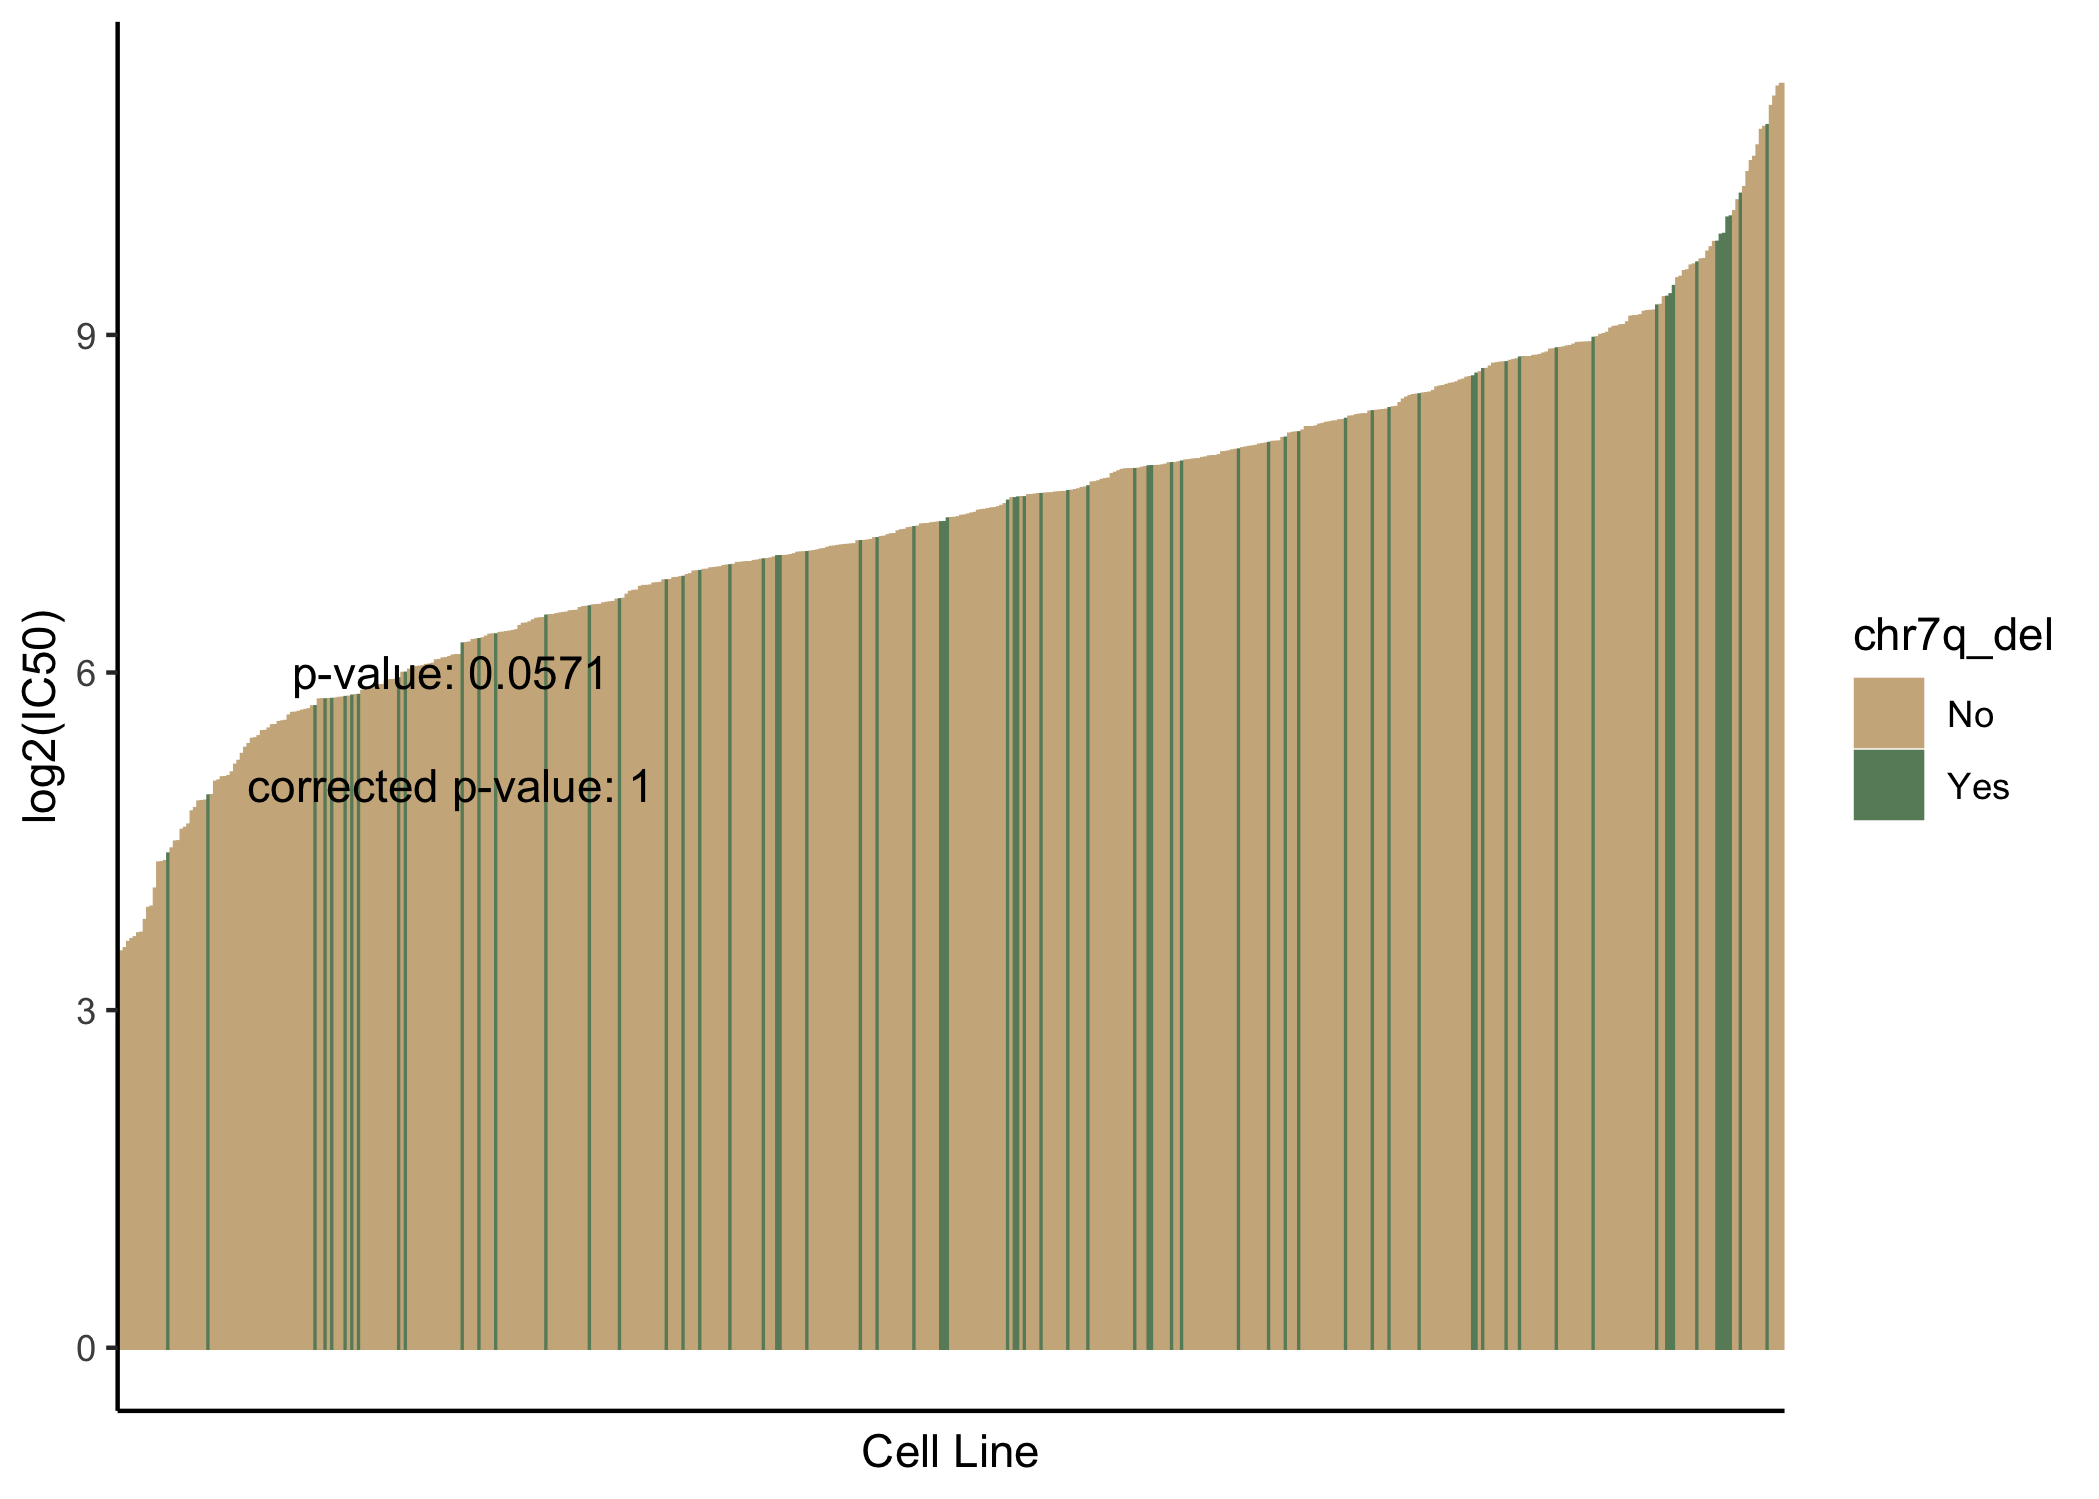 9
6
3
0
log2(IC50)
p-value: 0.0571
corrected p-value: 1
Cell Line
chr7q_del
No
Yes